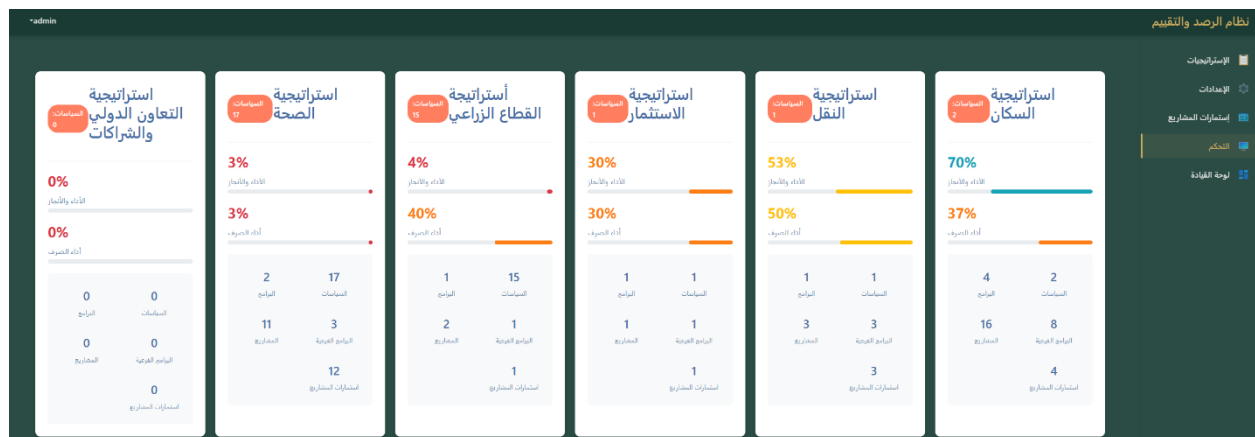 نظام الرصد والتقييم
admin
الإستراتيجيات
الإعدادات
إستمارات المشاريع
التحكم
لوحة القيادة
استراتيجية
السكان
السياسات:
2
70%
الأداء والأنجاز
37%
أداء الصرف
2
4
السياسات
البرامج
8
16
البرامج الفرعية
المشاريع
4
استمارات المشاريع
استراتيجية
النقل
السياسات:
1
53%
الأداء والأنجاز
50%
أداء الصرف
1
1
السياسات
البرامج
3
3
البرامج الفرعية
المشاريع
3
استمارات المشاريع
استراتيجية
الاستثمار
السياسات:
1
30%
الأداء والأنجاز
30%
أداء الصرف
1
1
السياسات
البرامج
1
1
البرامج الفرعية
المشاريع
1
استمارات المشاريع
أستراتيجة
القطاع الزراعي
السياسات:
15
4%
الأداء والأنجاز
40%
أداء الصرف
15
1
السياسات
البرامج
1
2
البرامج الفرعية
المشاريع
1
استمارات المشاريع
استراتيجية
الصحة
السياسات:
17
3%
الأداء والأنجاز
3%
أداء الصرف
17
2
السياسات
البرامج
3
11
البرامج الفرعية
المشاريع
12
استمارات المشاريع
استراتيجية
التعاون الدولي
والشراكات
السياسات:
0
0%
الأداء والأنجاز
0%
أداء الصرف
0
0
السياسات
البرامج
0
0
البرامج الفرعية
المشاريع
0
استمارات المشاريع